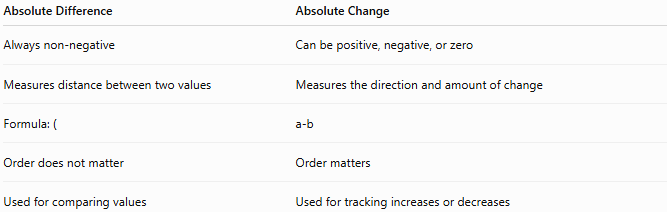 Absolute Difference Absolute Change
Always non-negative Can be positive, negative, or zero
Measures distance between two values Measures the direction and amount of change
Formula: ( a-b
Order does not matter Order matters
Used for comparing values Used for tracking increases or decreases